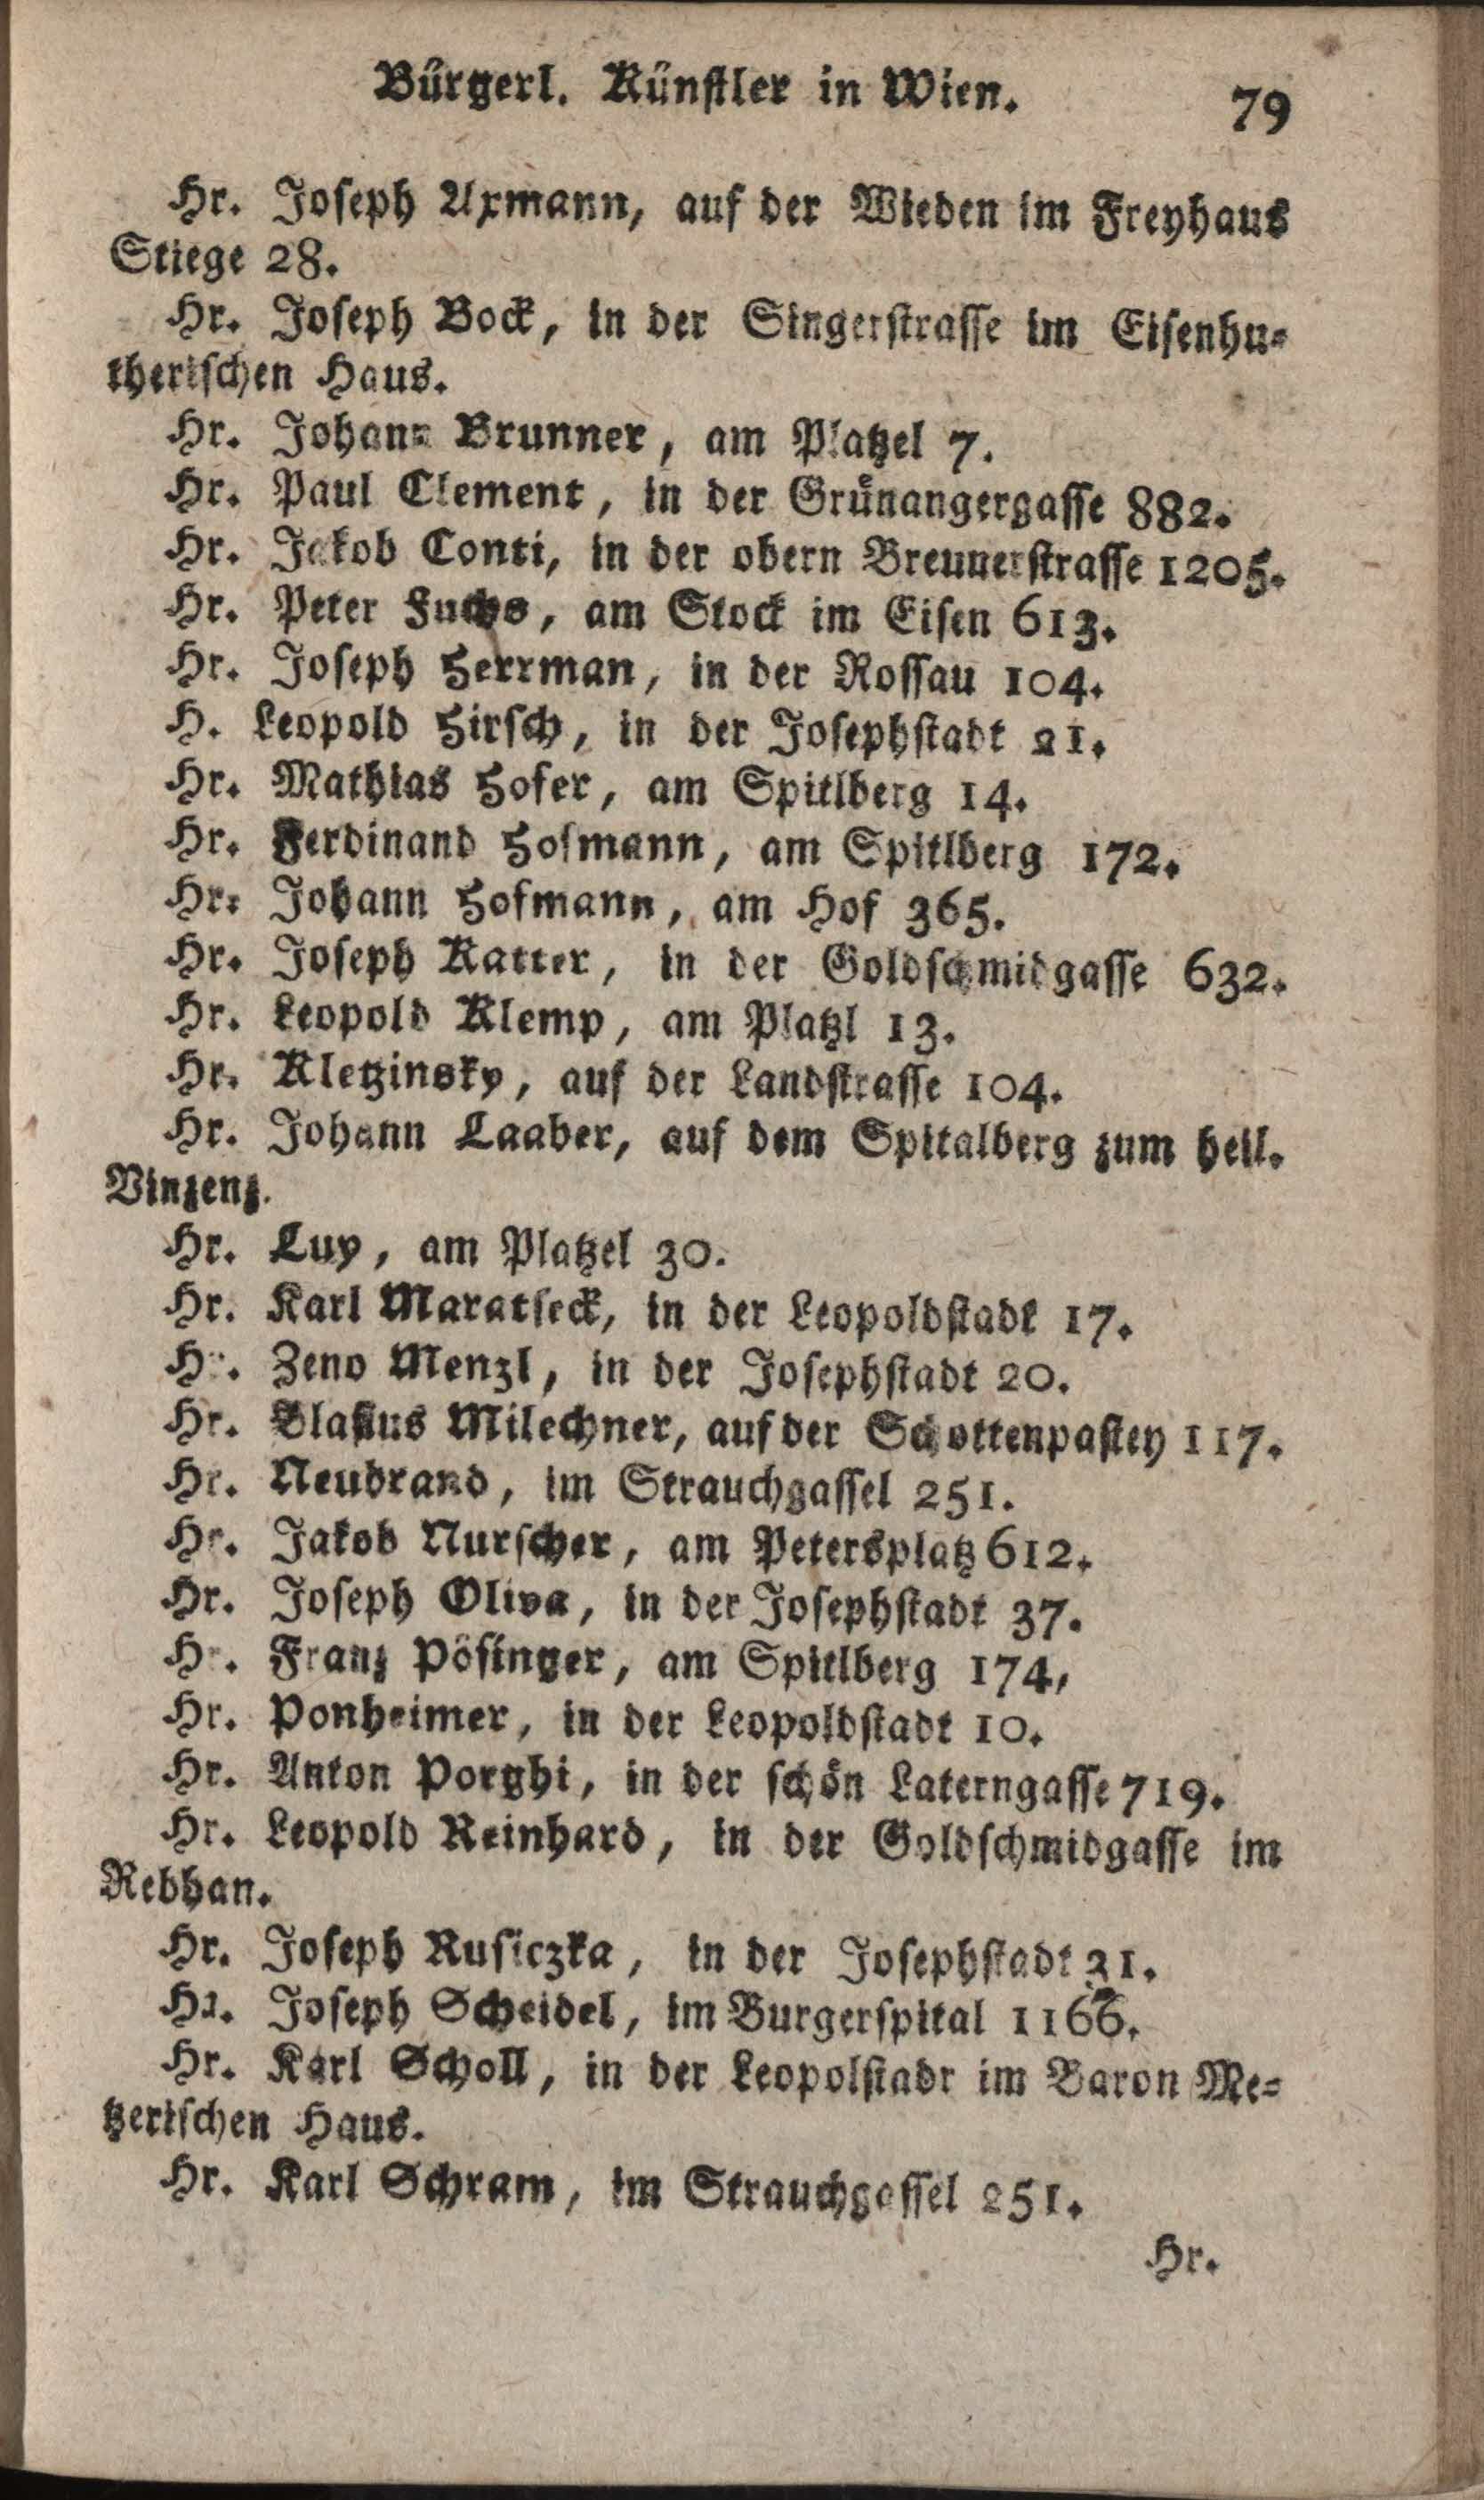 Bürgerl. Künstler in Wien. 79
Hr. Joseph Axmann, auf der Wieden im Freyhaus
Stiege 28.
Hr. Joseph Bock, in der Singerstrasse im Eisenhu-
therischen Haus.
Hr. Johann Brunner, am Platzel 7.
Hr. Paul Clement, in der Grünangergasse 882.
Hr. Jakob Conti, in der obern Breunerstrasse 1205.
Hr. Peter Fuchs, am Stock im Eisen 613.
Hr. Joseph Herrman, in der Rossau 104.
H. Leopold Hirsch, in der Josephstadt 21.
Hr. Mathias Hofer, am Spitlberg 14.
Hr. Ferdinand Hofmann, am Spitlberg 172.
Hr. Johann Hofmann, am Hof 365.
Hr. Joseph Katter, in der Goldschmidgasse 632.
Hr. Leopold Klemp, am Platzl 13.
Hr. Kletzinsky, auf der Landstrasse 104.
Hr. Johann Laaber, auf dem Spitalberg zum heil.
Vinzenz.
Hr. Luy, am Platzel 30.
Hr. Karl Maratseck, in der Leopoldstadt 17.
Hr. Zeno Menzl, in der Josephstadt 20.
Hr. Blasius Milechner, auf der Schottenpastey 117.
Hr. Neubrand, im Strauchgassel 251.
Hr. Jakob Nurscher, am Petersplatz 612.
Hr. Joseph Oliva, in der Josephstadt 37.
Hr. Franz Pösinger, am Spitlberg 174,
Hr. Ponheimer, in der Leopoldstadt 10.
Hr. Anton Porghi, in der schön Laterngasse 719.
Hr. Leopold Reinhard, in der Goldschmidgasse im
Rebhan.
Hr. Joseph Rusiczka, in der Josephstadt 31.
Hr. Joseph Scheidel, im Burgerspital 1166.
Hr. Karl Scholl, in der Leopolstadt im Baron Me-
tzerischen Haus.
Hr. Karl Schram, im Strauchgassel 251.
Hr.